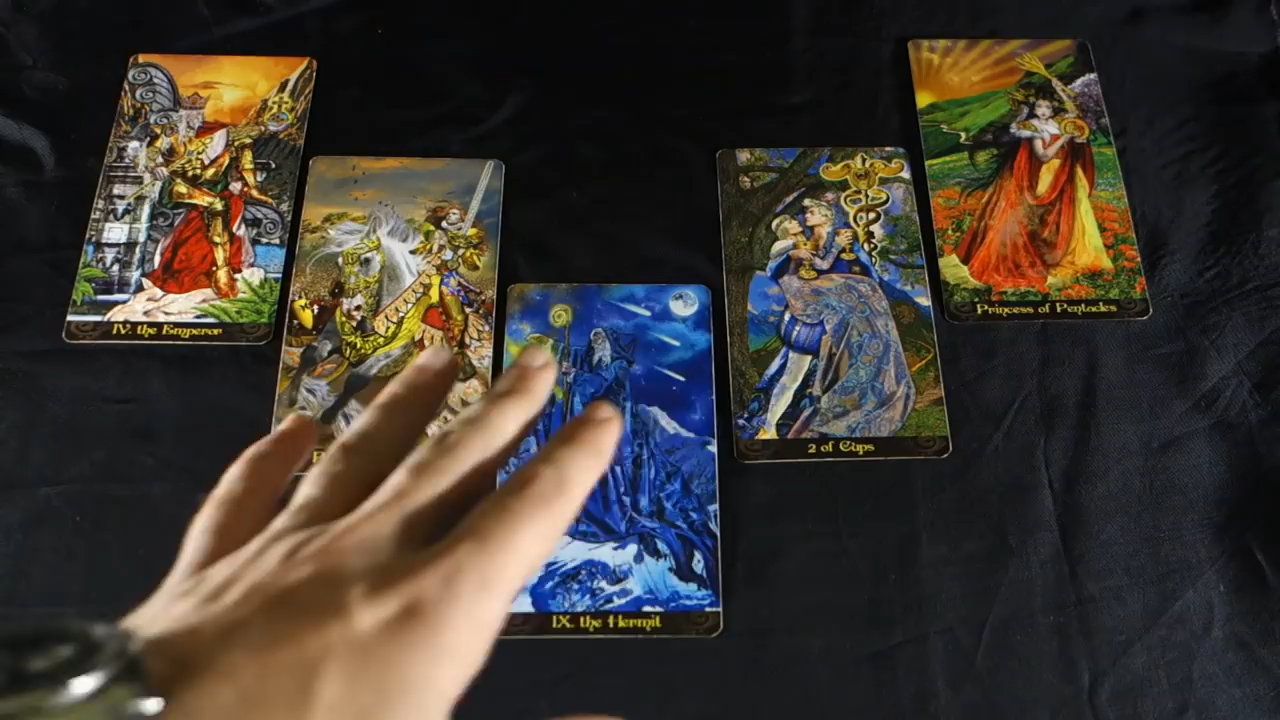 IV. the Emperor
Princess of Pentacles
2 of Cups
IX. the Hermit